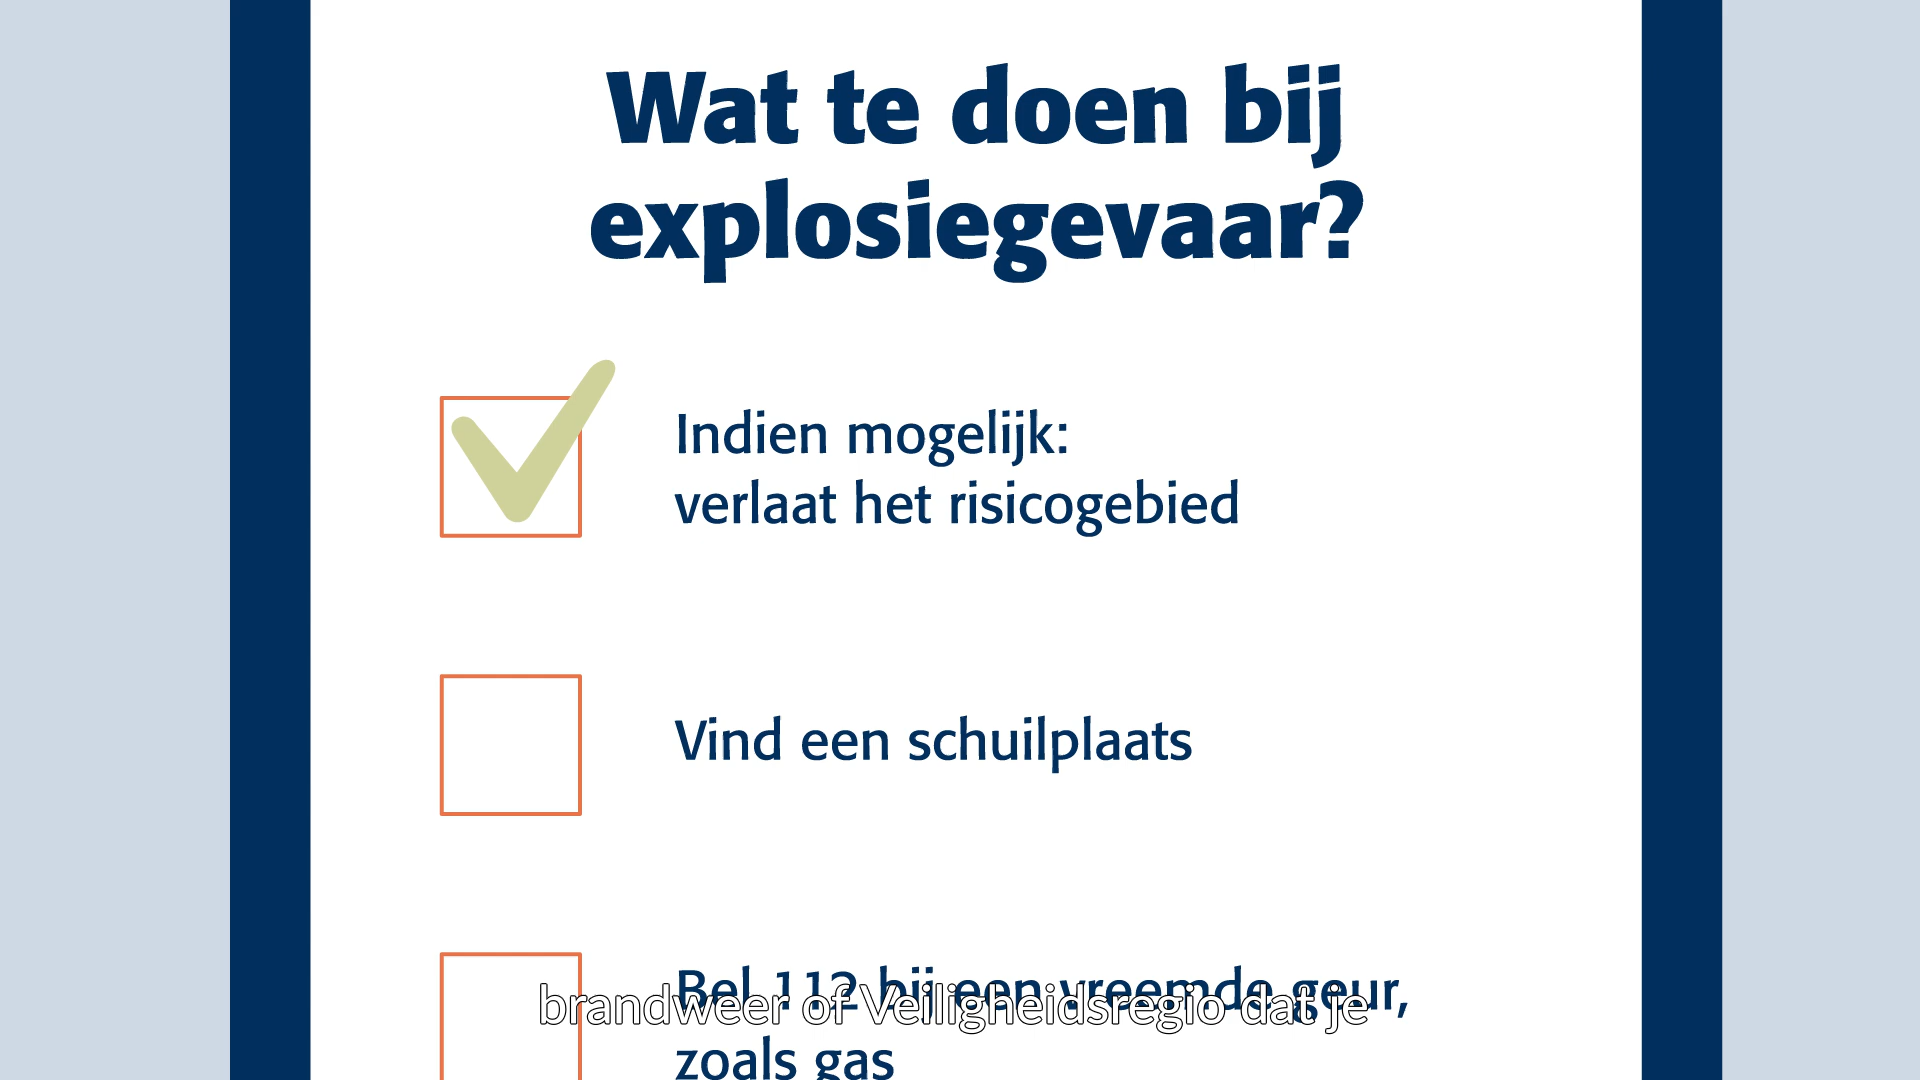 Wat te doen bij
explosiegevaar?
Indien mogelijk:
verlaat het risicogebied
Vind een schuilplaats
Bel 112 bij een vreemde geur,
zoals gas
brandweer of Veiligheidsregio dat je